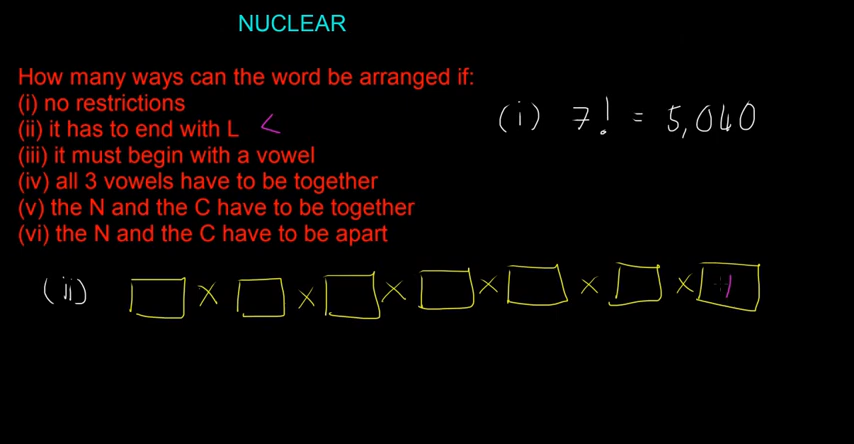 NUCLEAR
How many ways can the word be arranged if:
(i) no restrictions
(ii) it has to end with L <
(iii) it must begin with a vowel
(iv) all 3 vowels have to be together
(v) the N and the C have to be together
(vi) the N and the C have to be apart
(i) 7! = 5,040
(ii) □ × □ × □ × □ × □ × □ × 1